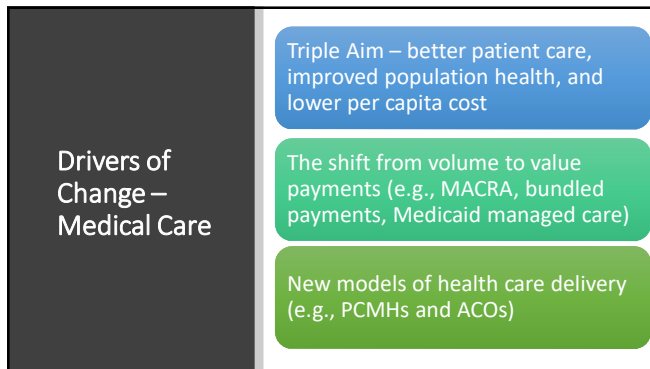 Drivers of
Change –
Medical Care
Triple Aim – better patient care,
improved population health, and
lower per capita cost
The shift from volume to value
payments (e.g., MACRA, bundled
payments, Medicaid managed care)
New models of health care delivery
(e.g., PCMHs and ACOs)